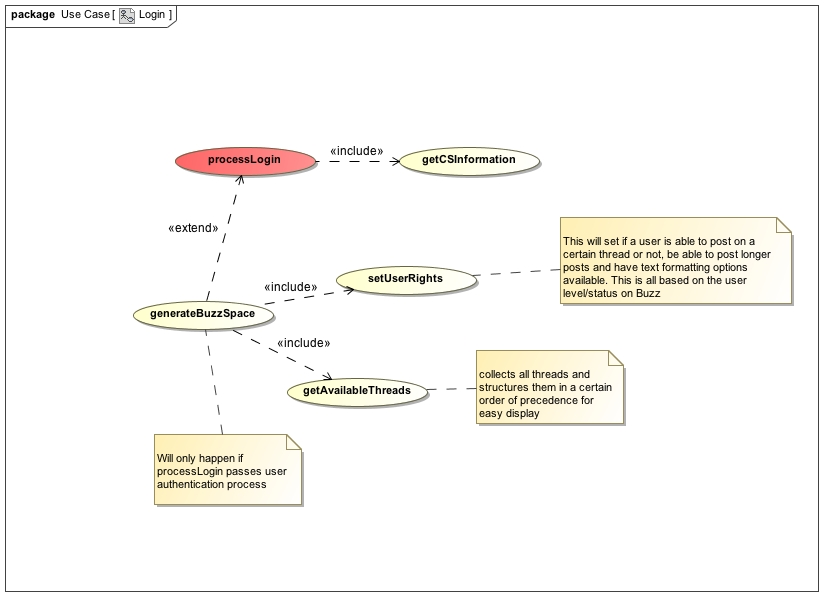 package Use Case [ Login ]
processLogin
«include»
getCSInformation
«extend»
This will set if a user is able to post on a
certain thread or not, be able to post longer
posts and have text formatting options
available. This is all based on the user
level/status on Buzz
setUserRights
«include»
generateBuzzSpace
«include»
getAvailableThreads
collects all threads and
structures them in a certain
order of precedence for
easy display
Will only happen if
processLogin passes user
authentication process